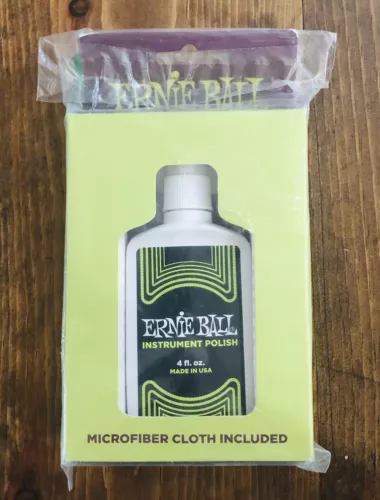 ERNIE BALL
ERNIE BALL
INSTRUMENT POLISH
4 fl. oz.
MADE IN USA
MICROFIBER CLOTH INCLUDED